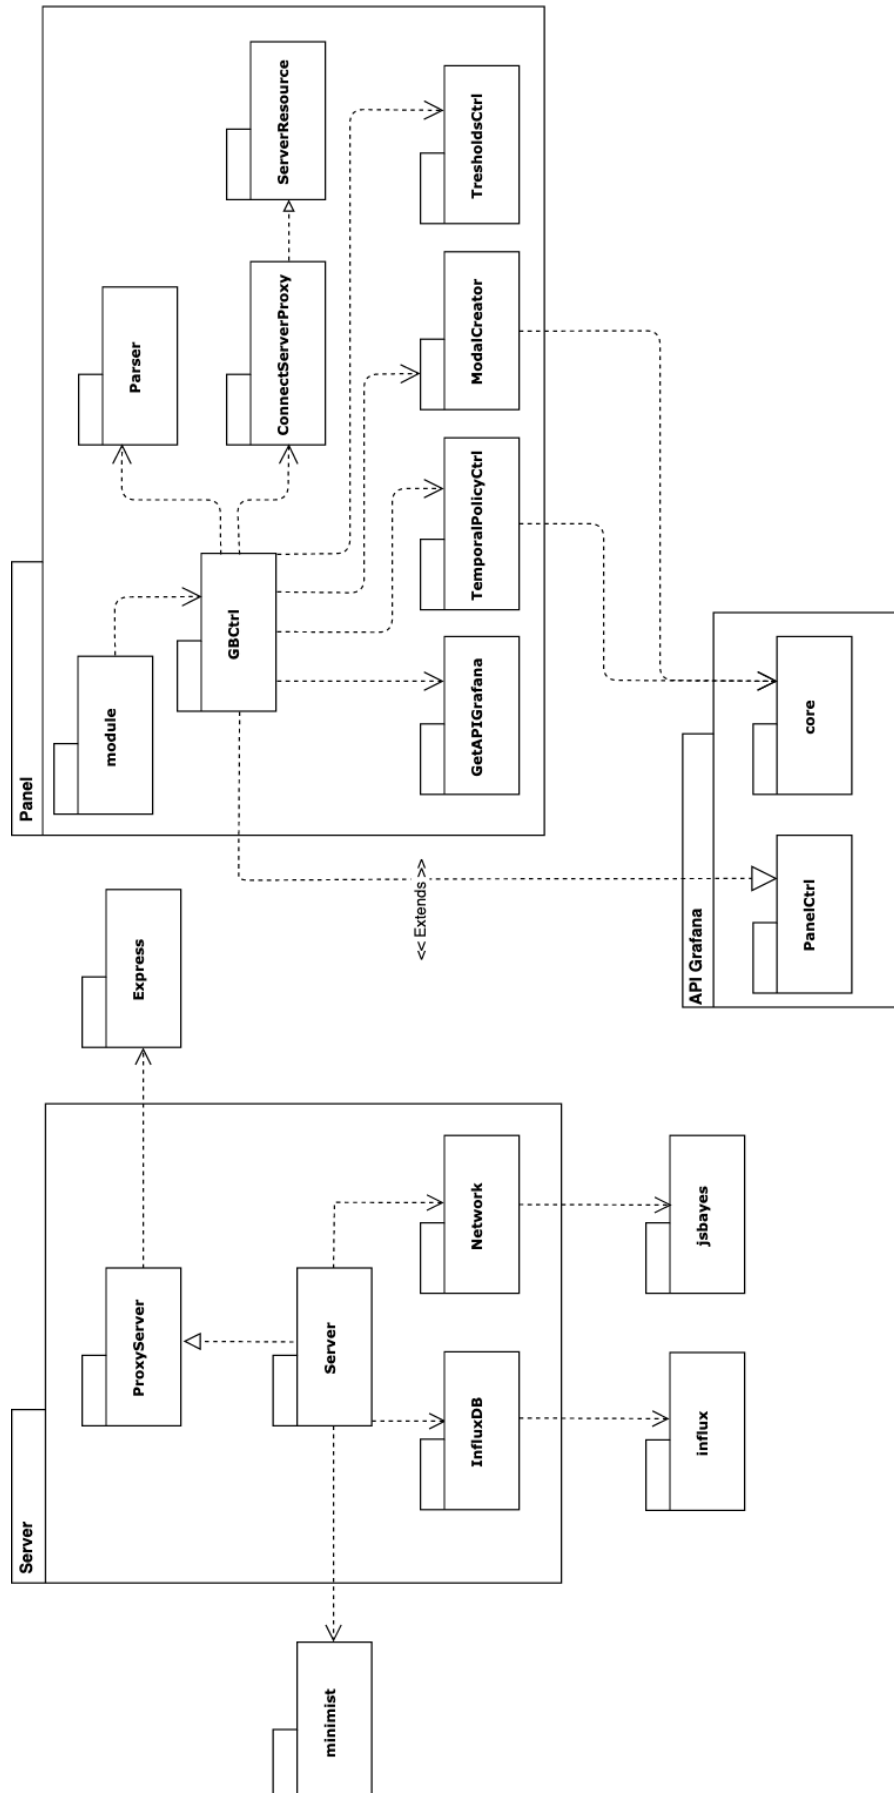 Server
minimist
ProxyServer
Server
InfluxDB
Network
influx
jsbayes
Express
Panel
module
GBCtrl
Parser
ConnectServerProxy
ServerResource
GetAPIGrafana
TemporalPolicyCtrl
ModalCreator
TresholdsCtrl
<< Extends >>
API Grafana
PanelCtrl
core